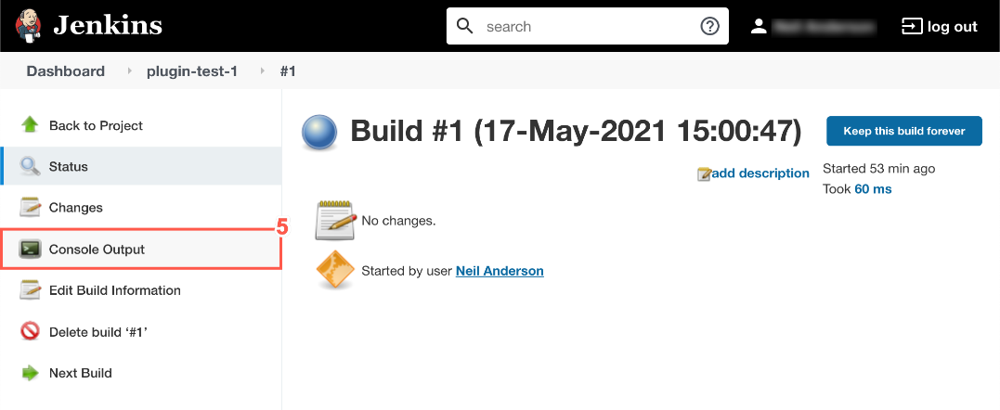 Jenkins
search
log out
Dashboard
plugin-test-1
#1
Back to Project
Status
Changes
5
Console Output
Edit Build Information
Delete build ‘#1’
Next Build
Build #1 (17-May-2021 15:00:47)
Keep this build forever
add description
Started 53 min ago
Took 60 ms
No changes.
Started by user Neil Anderson